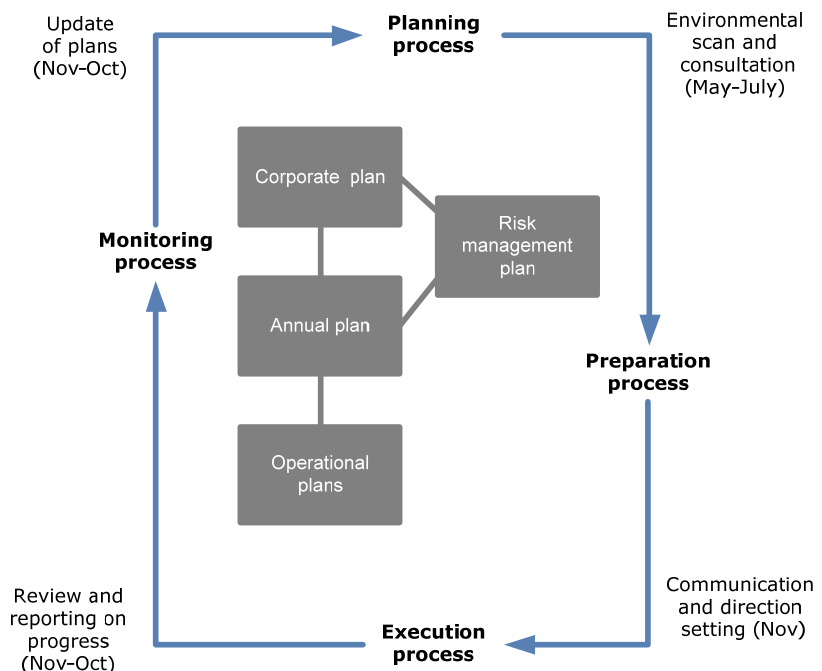 Update
of plans
(Nov-Oct)
Planning
process
Environmental
scan and
consultation
(May-July)
Corporate plan
Risk
management
plan
Monitoring
process
Annual plan
Preparation
process
Operational
plans
Review and
reporting on
progress
(Nov-Oct)
Execution
process
Communication
and direction
setting (Nov)